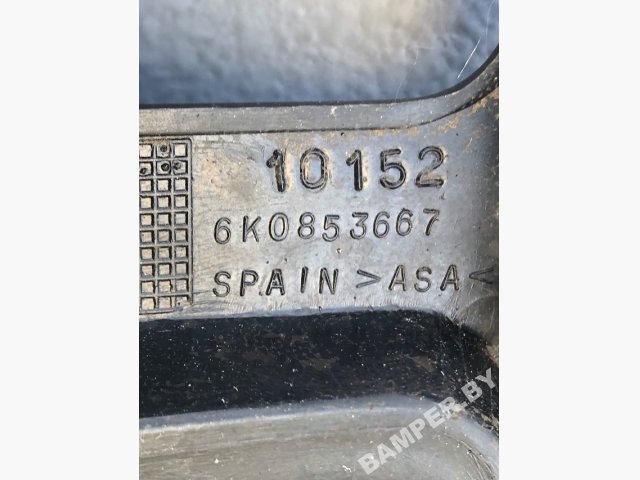 10152
6K0853667
SPAIN >ASA<
BAMPER.BY